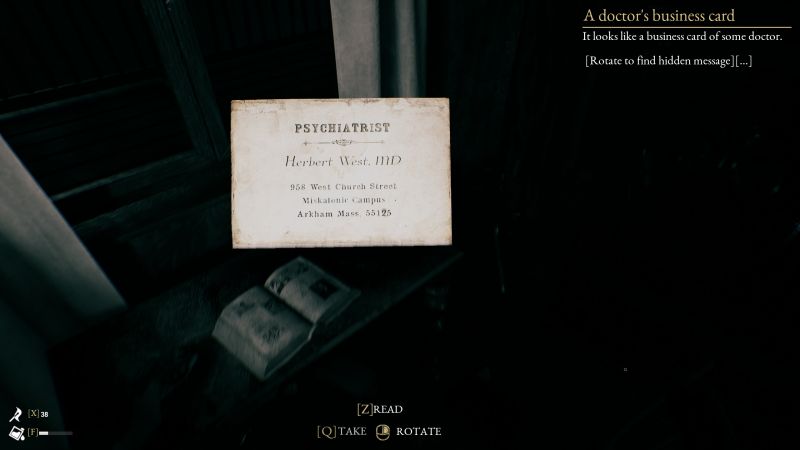 A doctor's business card
It looks like a business card of some doctor.
[Rotate to find hidden message][...]
PSYCHIATRIST
Herbert West, MD
958 West Church Street
Miskatonic Campus
Arkham Mass, 55125
[X] 38
[F]
[Z]READ
[Q]TAKE ROTATE